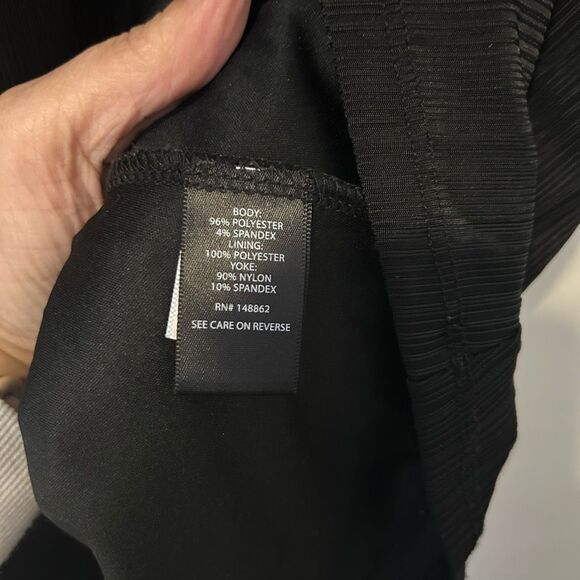 BODY:
96% POLYESTER
4% SPANDEX
LINING:
100% POLYESTER
YOKE:
90% NYLON
10% SPANDEX
RN# 148862
SEE CARE ON REVERSE